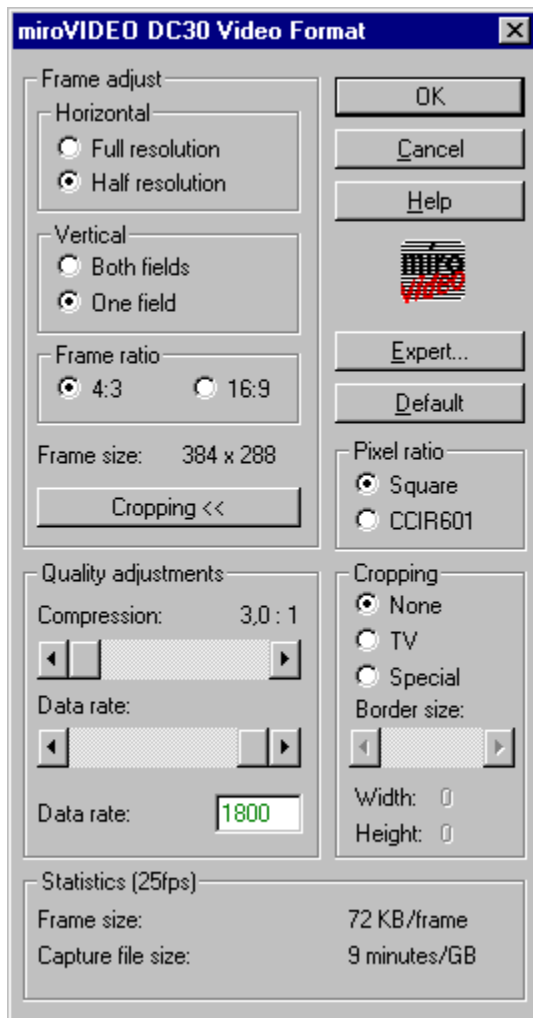 miroVIDEO DC30 Video Format
Frame adjust
Horizontal
Full resolution
Half resolution
Vertical
Both fields
One field
Frame ratio
4:3 16:9
Frame size: 384 x 288
Cropping <<
OK
Cancel
Help
miro
video
Expert...
Default
Pixel ratio
Square
CCIR601
Quality adjustments
Compression: 3,0 : 1
Data rate:
Data rate: 1800
Cropping
None
TV
Special
Border size:
Width: 0
Height: 0
Statistics (25fps)
Frame size: 72 KB/frame
Capture file size: 9 minutes/GB